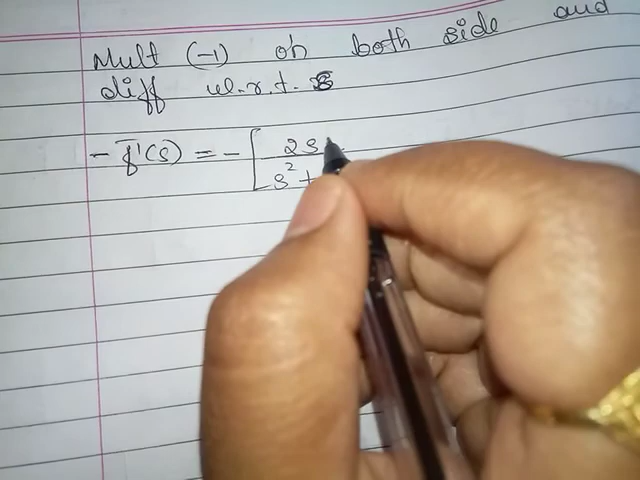 Mult (-1) on both side and
diff w.r.t. s
- f̄'(s) = - [ 2s / s² +